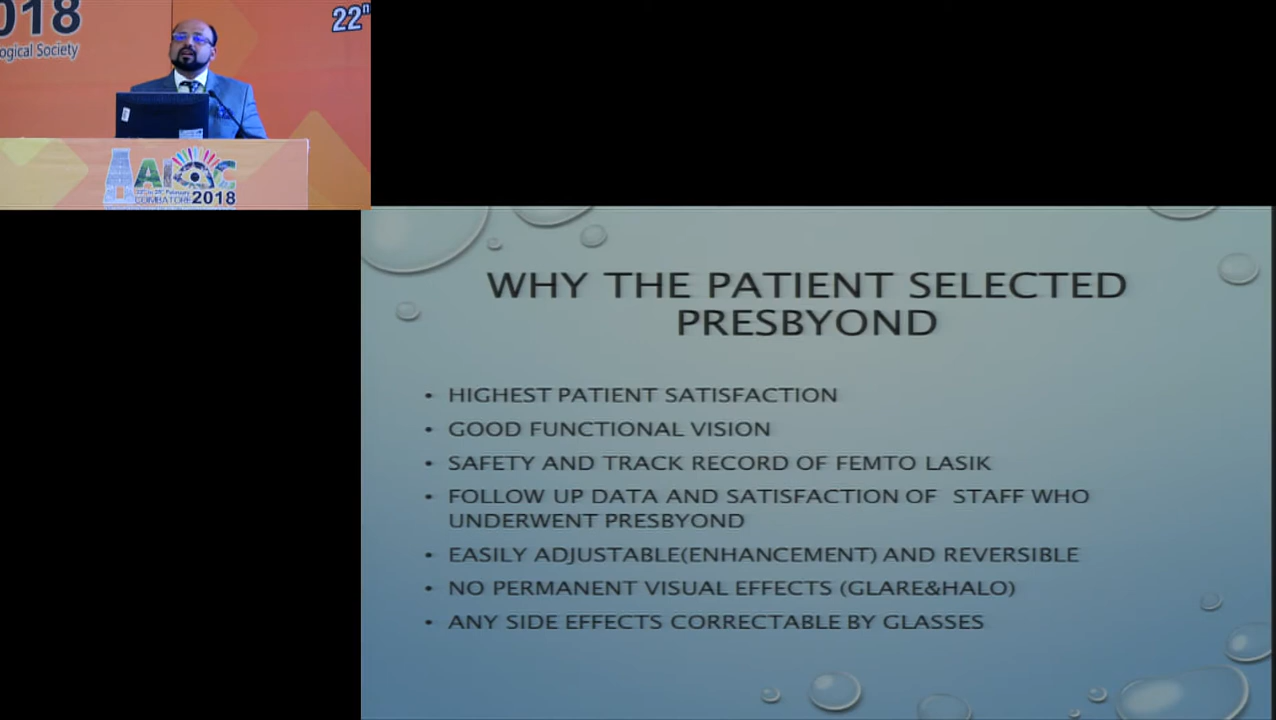 2018
ogical Society
22ⁿ
AIOC
COIMBATORE 2018
WHY THE PATIENT SELECTED
PRESBYOND
• HIGHEST PATIENT SATISFACTION
• GOOD FUNCTIONAL VISION
• SAFETY AND TRACK RECORD OF FEMTO LASIK
• FOLLOW UP DATA AND SATISFACTION OF STAFF WHO
UNDERWENT PRESBYOND
• EASILY ADJUSTABLE(ENHANCEMENT) AND REVERSIBLE
• NO PERMANENT VISUAL EFFECTS (GLARE&HALO)
• ANY SIDE EFFECTS CORRECTABLE BY GLASSES